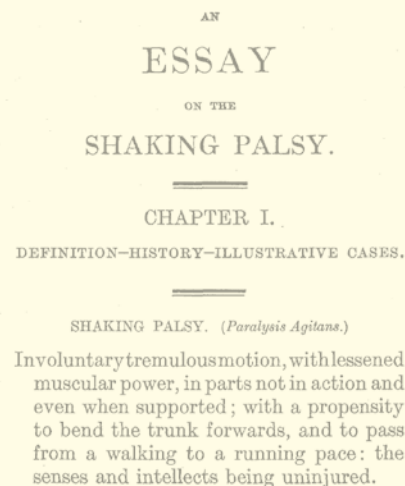 AN
ESSAY
ON THE
SHAKING PALSY.
CHAPTER I.
DEFINITION—HISTORY—ILLUSTRATIVE CASES.
SHAKING PALSY. (Paralysis Agitans.)
Involuntary tremulous motion, with lessened
muscular power, in parts not in action and
even when supported; with a propensity
to bend the trunk forwards, and to pass
from a walking to a running pace: the
senses and intellects being uninjured.